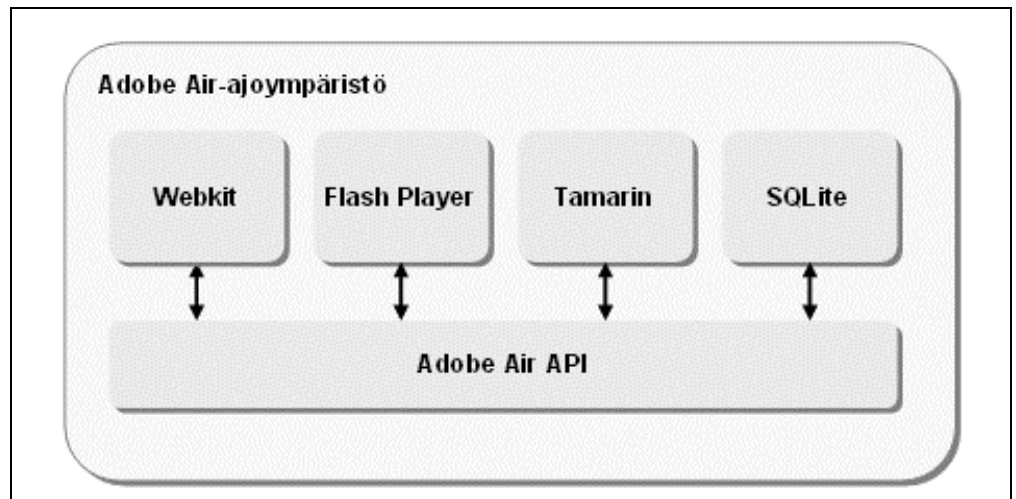 Adobe Air-ajoympäristö
Webkit
Flash Player
Tamarin
SQLite
Adobe Air API